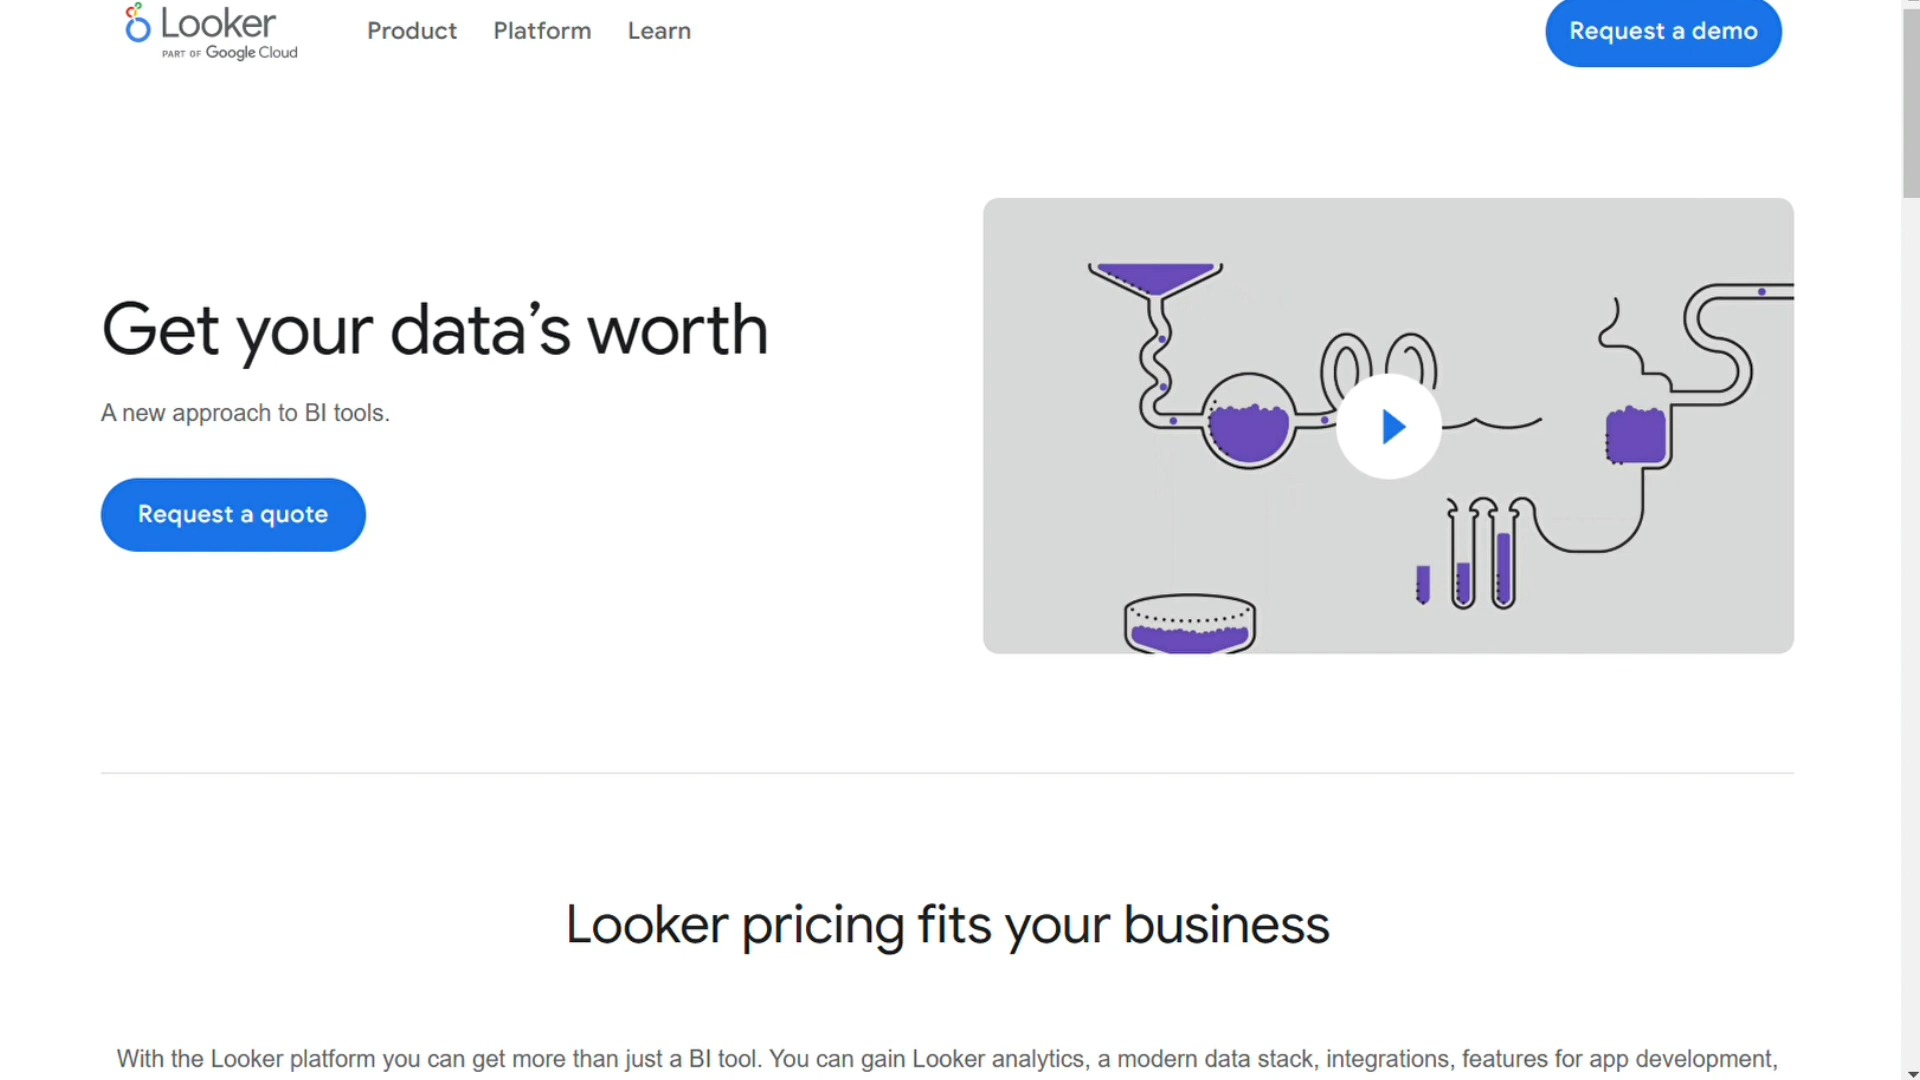 Looker
PART OF Google Cloud
Product
Platform
Learn
Request a demo
Get your data’s worth
A new approach to BI tools.
Request a quote
Looker pricing fits your business
With the Looker platform you can get more than just a BI tool. You can gain Looker analytics, a modern data stack, integrations, features for app development,